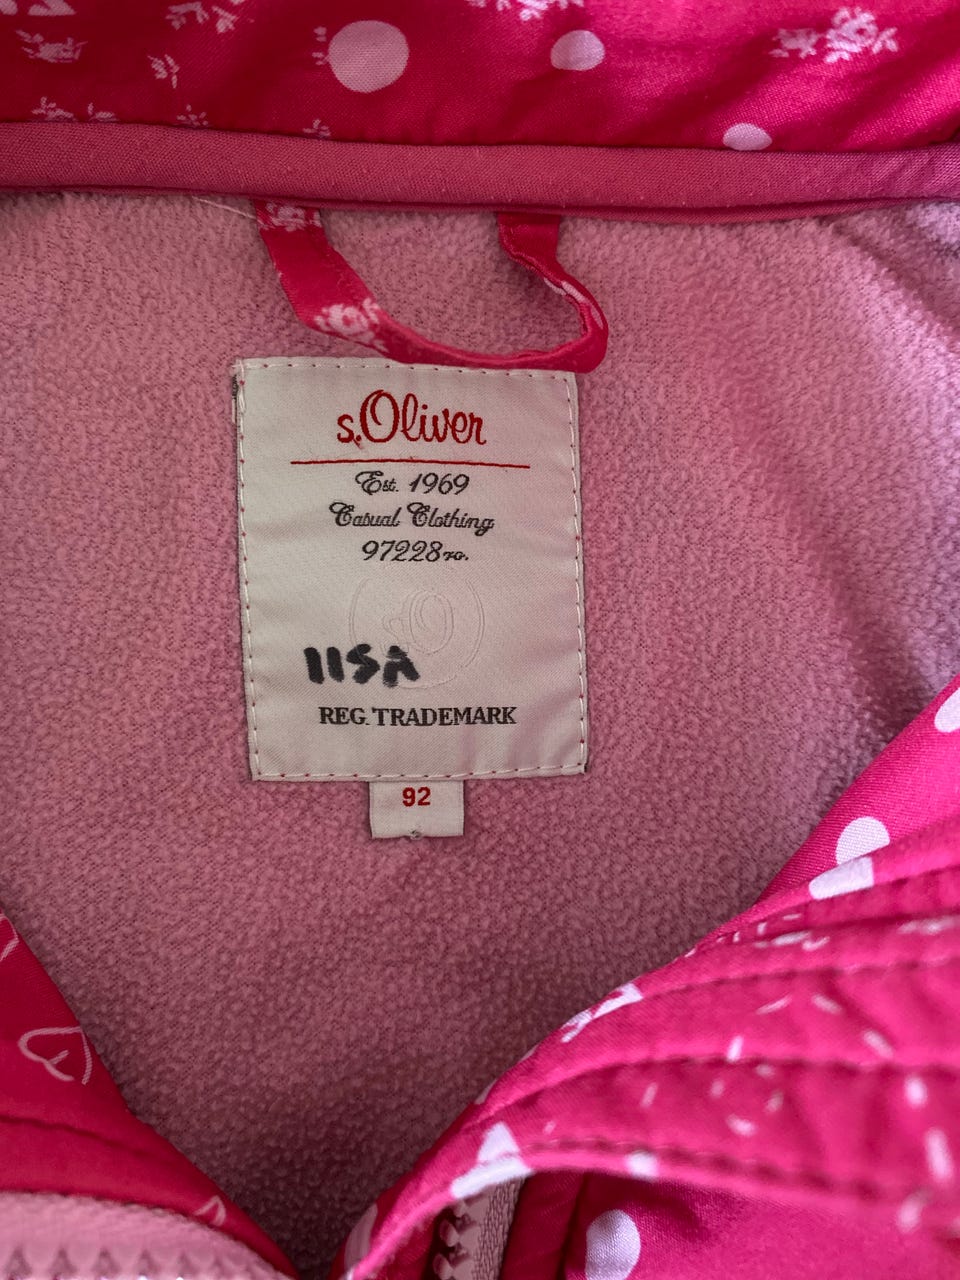 s.Oliver
Est. 1969
Casual Clothing
97228 ro.
IISA
REG. TRADEMARK
92